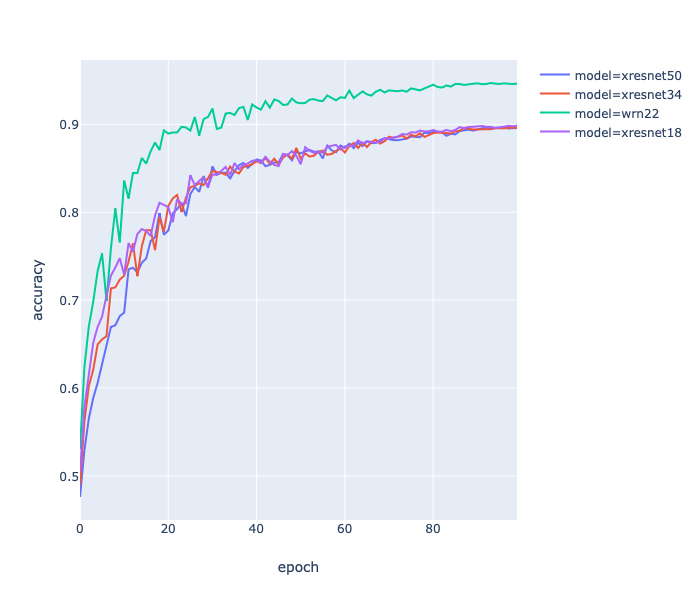 model=xresnet50
model=xresnet34
model=wrn22
model=xresnet18
0.9
0.8
0.7
0.6
0.5
accuracy
0 20 40 60 80
epoch